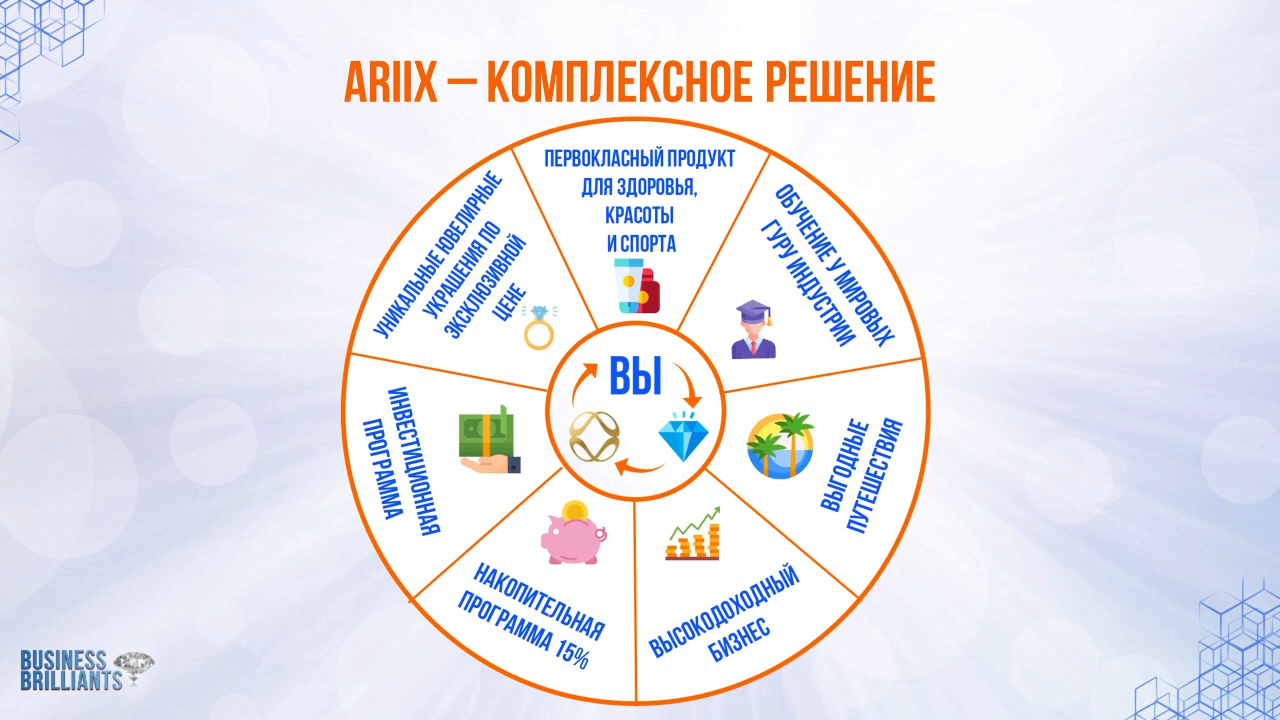 ARIIX – КОМПЛЕКСНОЕ РЕШЕНИЕ
ПЕРВОКЛАСНЫЙ ПРОДУКТ
ДЛЯ ЗДОРОВЬЯ,
КРАСОТЫ
И СПОРТА
ОБУЧЕНИЕ У МИРОВЫХ
ГУРУ ИНДУСТРИИ
ВЫГОДНЫЕ
ПУТЕШЕСТВИЯ
ВЫСОКОДОХОДНЫЙ
БИЗНЕС
НАКОПИТЕЛЬНАЯ
ПРОГРАММА 15%
ИНВЕСТИЦИОННАЯ
ПРОГРАММА
УНИКАЛЬНЫЕ ЮВЕЛИРНЫЕ
УКРАШЕНИЯ ПО
ЭКСКЛЮЗИВНОЙ
ЦЕНЕ
ВЫ
BUSINESS
BRILLIANTS